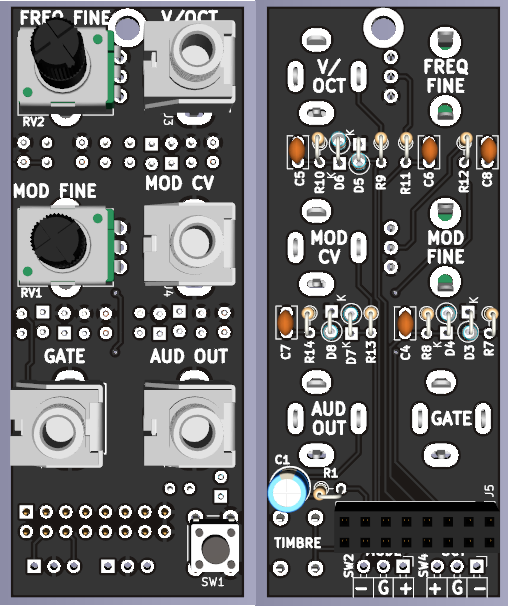 FREQ FINE
V/OCT
RV2
J3
MOD FINE
MOD CV
RV1
J4
GATE
AUD OUT
SW1
V/
OCT
FREQ
FINE
C5
R10
D6
K
D5
K
R9
R11
C6
R12
C8
MOD
CV
MOD
FINE
C7
R14
D8
K
D7
K
R13
C4
R8
D4
K
D3
K
R7
AUD
OUT
GATE
C1
R1
J5
TIMBRE
SW2
SW4
- G +
+ G -